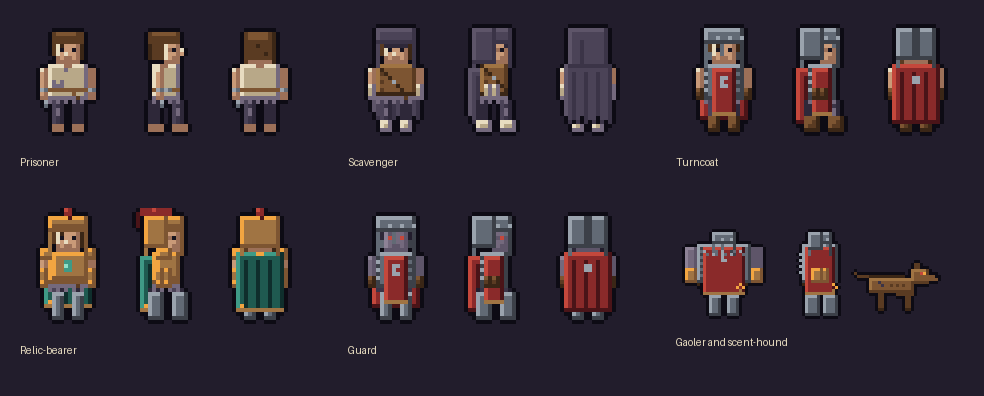 Prisoner
Scavenger
Turncoat
Relic-bearer
Guard
Gaoler and scent-hound